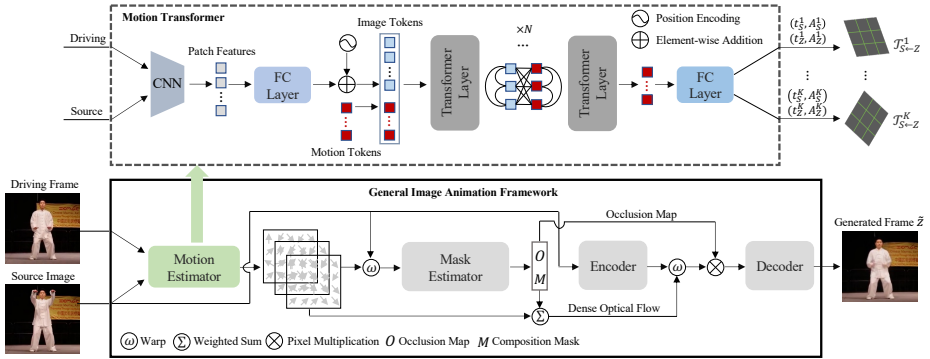 Motion Transformer
Driving
Source
CNN
Patch Features
FC
Layer
Image Tokens
Motion Tokens
Position Encoding
Element-wise Addition
Transformer
Layer
×N
...
Transformer
Layer
FC
Layer
(t_S^1, A_S^1)
(t_Z^1, A_Z^1)
𝒯_{S←Z}^1
(t_S^K, A_S^K)
(t_Z^K, A_Z^K)
𝒯_{S←Z}^K
General Image Animation Framework
Driving Frame
Source Image
Motion
Estimator
ω
Mask
Estimator
O
M
Σ
Occlusion Map
Dense Optical Flow
Encoder
ω
Decoder
Generated Frame z̃
ω Warp Σ Weighted Sum ⊗ Pixel Multiplication O Occlusion Map M Composition Mask